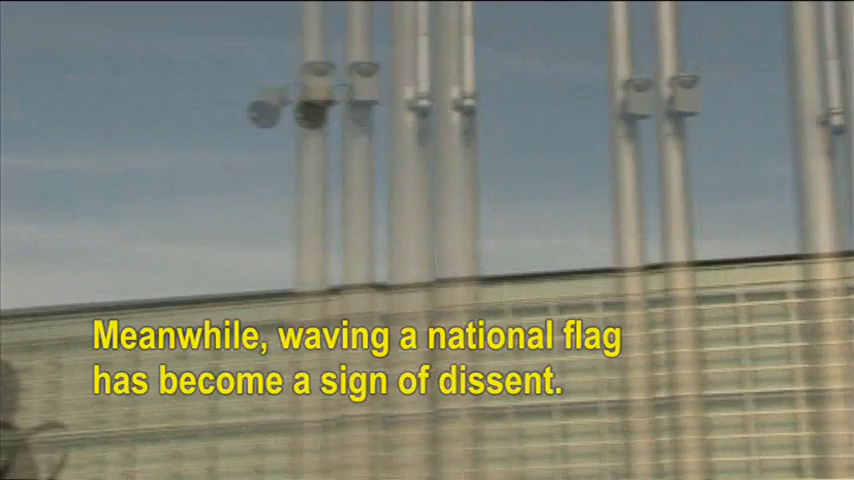 Meanwhile, waving a national flag
has become a sign of dissent.